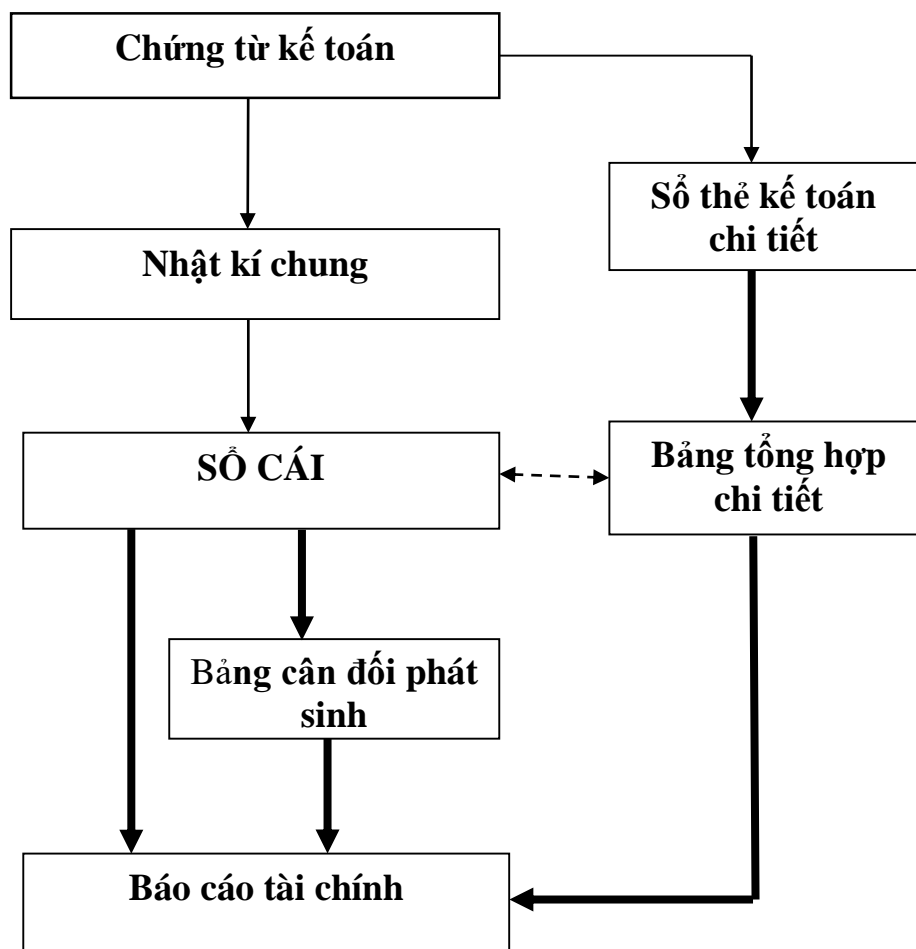 Chứng từ kế toán
Sổ thẻ kế toán
chi tiết
Nhật kí chung
SỔ CÁI
Bảng tổng hợp
chi tiết
Bảng cân đối phát
sinh
Báo cáo tài chính